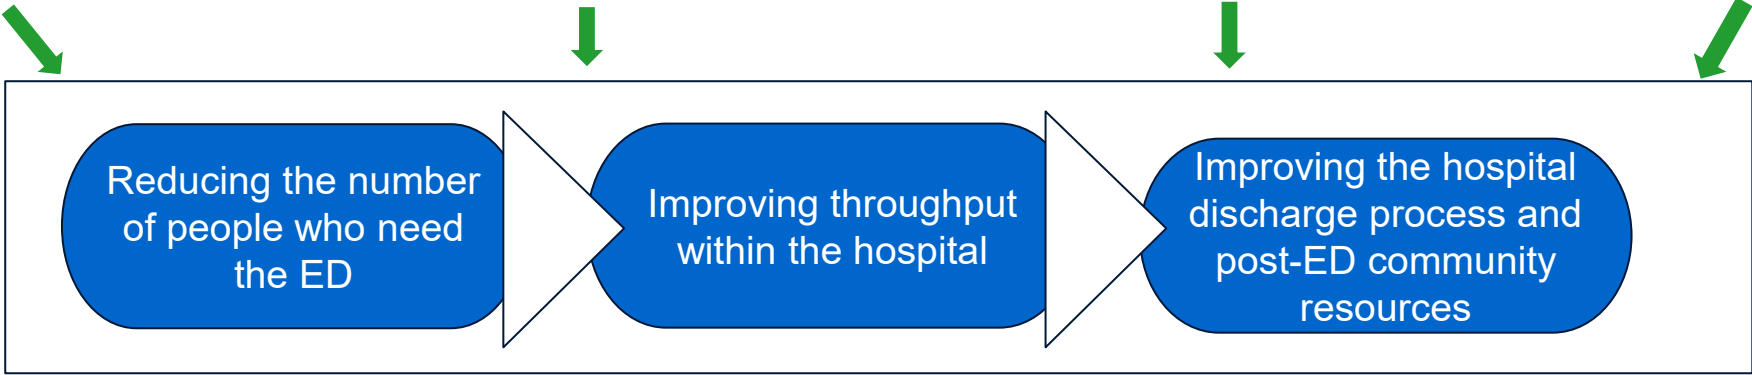 Reducing the number
of people who need
the ED
Improving throughput
within the hospital
Improving the hospital
discharge process and
post-ED community
resources